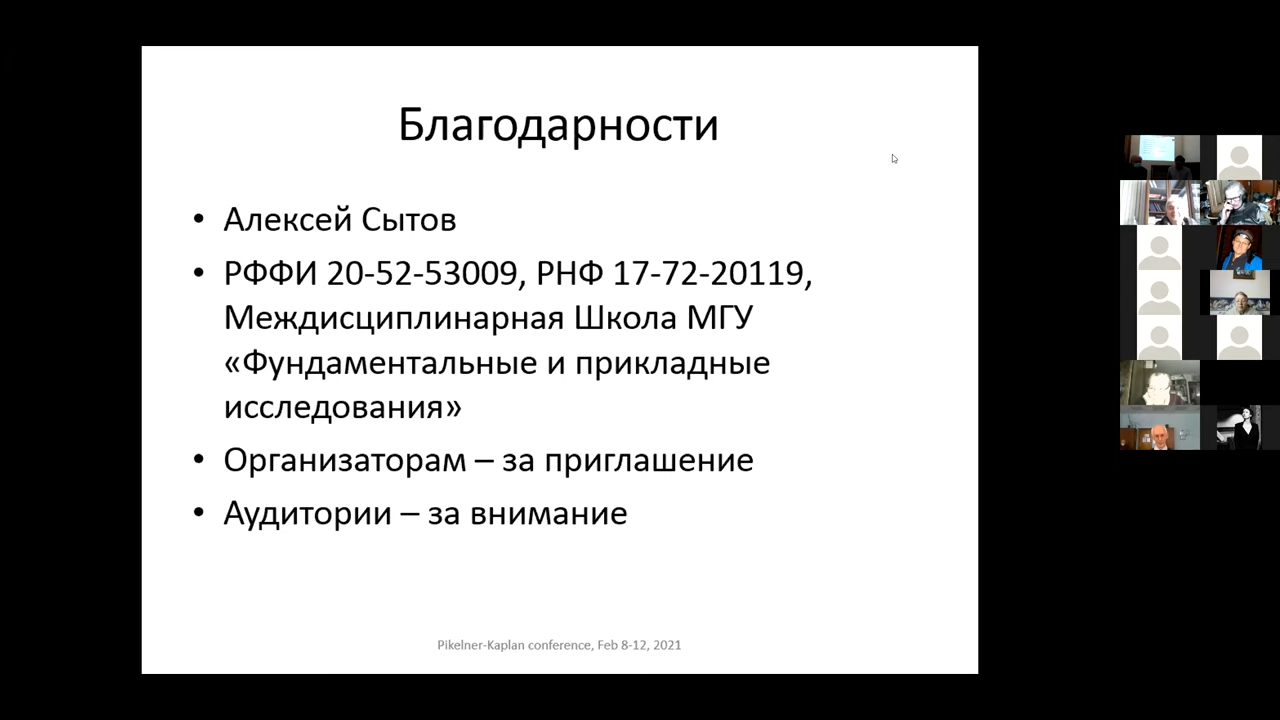 Благодарности
• Алексей Сытов
• РФФИ 20-52-53009, РНФ 17-72-20119,
Междисциплинарная Школа МГУ
«Фундаментальные и прикладные
исследования»
• Организаторам – за приглашение
• Аудитории – за внимание
Pikelner-Kaplan conference, Feb 8-12, 2021